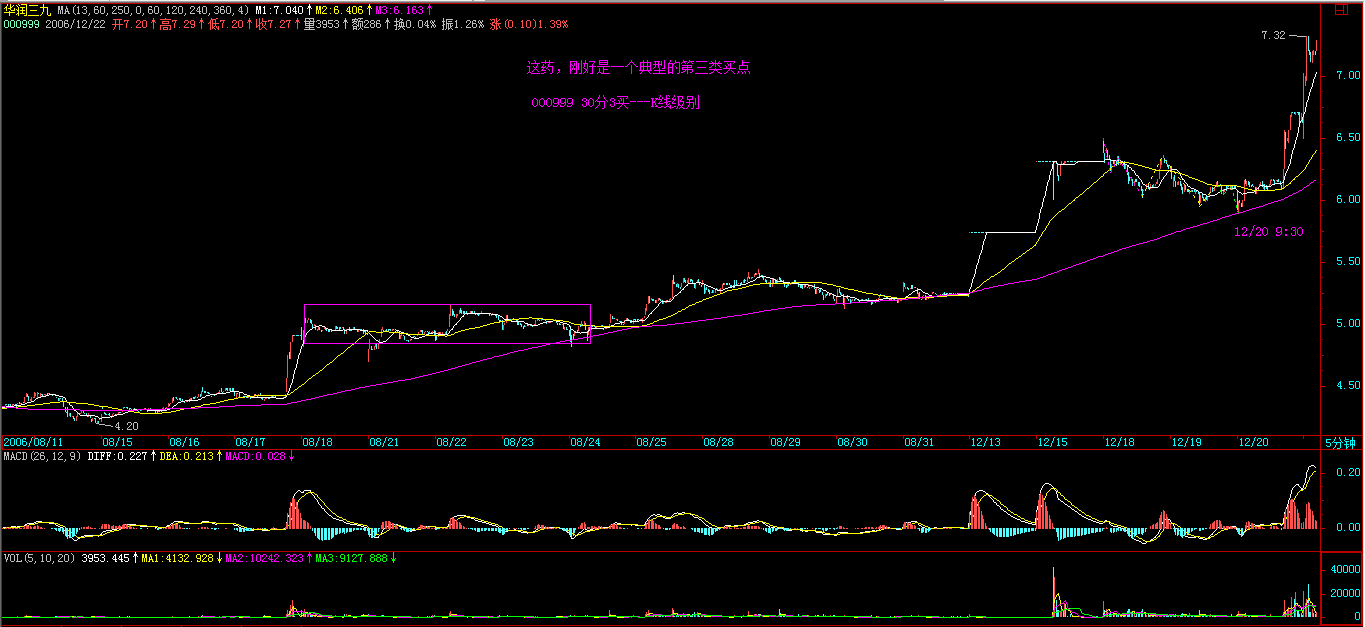 华润三九 MA(13,60,250,0,60,120,240,360,4) M1:7.040↑M2:6.406↑M3:6.163↑
000999 2006/12/22 开7.20↑高7.29↑低7.20↑收7.27↑量3953↑额286↑换0.04% 振1.26% 涨(0.10)1.39%
7.32
这药，刚好是一个典型的第三类买点
7.00
000999 30分3买---K线级别
6.50
6.00
12/20 9:30
5.50
5.00
4.50
4.20
2006/08/11 08/15 08/16 08/17 08/18 08/21 08/22 08/23 08/24 08/25 08/28 08/29 08/30 08/31 12/13 12/15 12/18 12/19 12/20 5分钟
MACD(26,12,9) DIFF:0.227↑DEA:0.213↑MACD:0.028↓
0.20
0.00
VOL(5,10,20) 3953.445↑MA1:4132.928↓MA2:10242.323↑MA3:9127.888↓
40000
20000
0